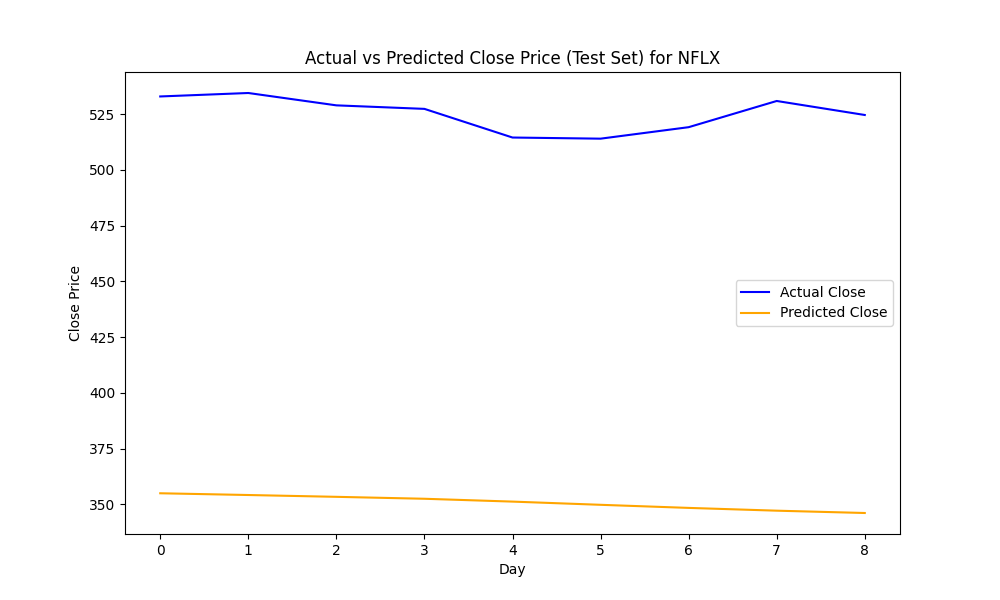 Actual vs Predicted Close Price (Test Set) for NFLX
Close Price
525
500
475
450
425
400
375
350
Actual Close
Predicted Close
0 1 2 3 4 5 6 7 8
Day